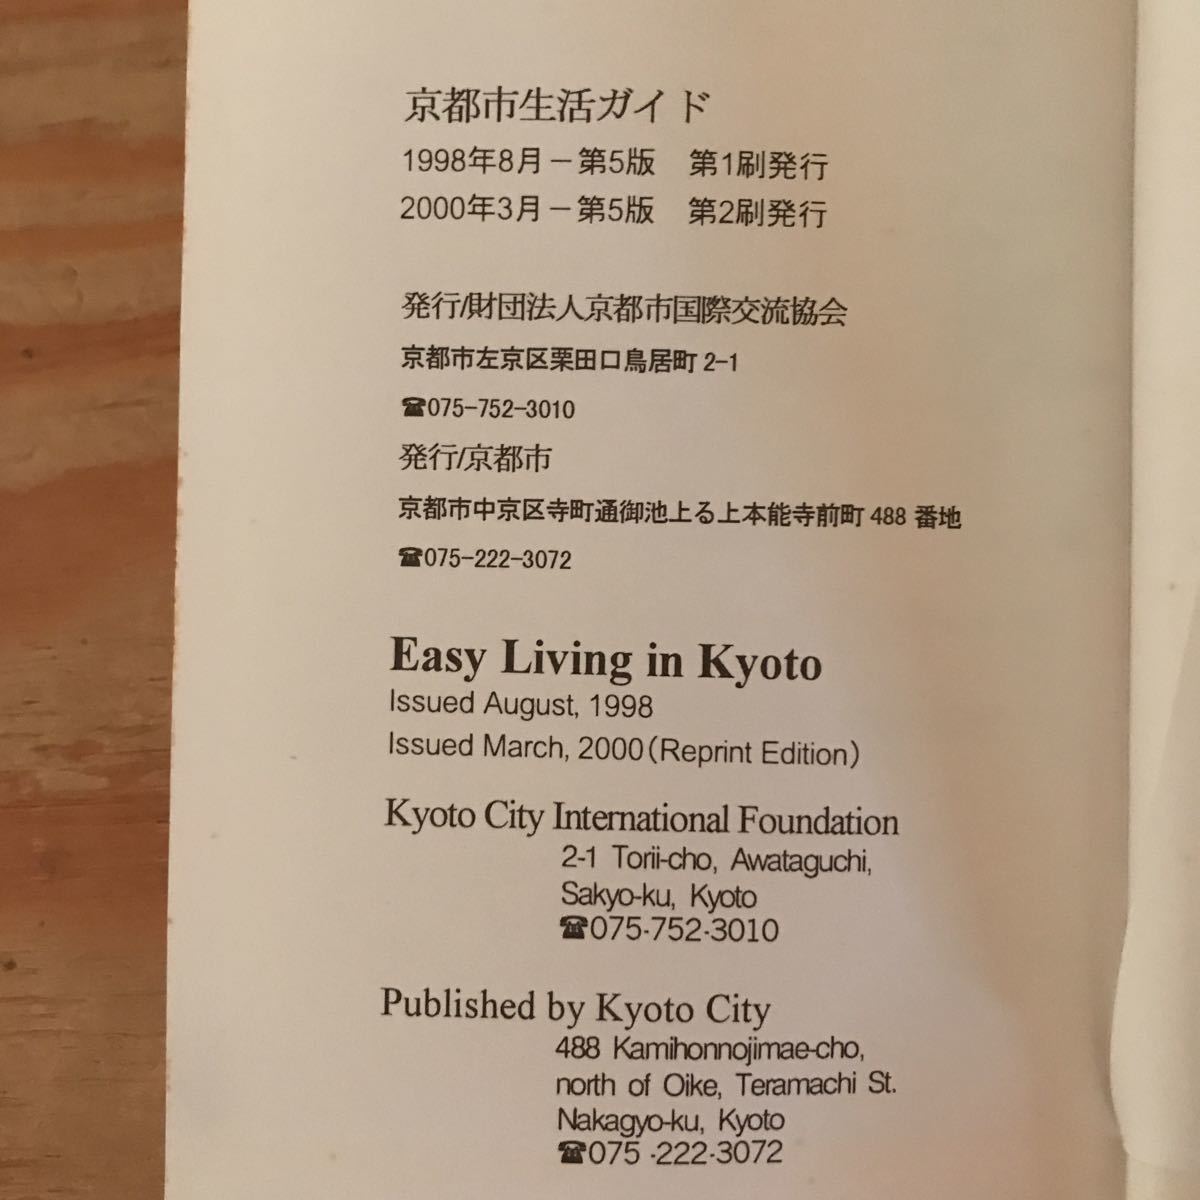 京都市生活ガイド
1998年8月－第5版　第1刷発行
2000年3月－第5版　第2刷発行
発行/財団法人京都市国際交流協会
京都市左京区栗田口鳥居町 2-1
☎075-752-3010
発行/京都市
京都市中京区寺町通御池上る上本能寺前町 488 番地
☎075-222-3072
Easy Living in Kyoto
Issued August, 1998
Issued March, 2000(Reprint Edition)
Kyoto City International Foundation
2-1 Torii-cho, Awataguchi,
Sakyo-ku, Kyoto
☎075-752-3010
Published by Kyoto City
488 Kamihonnojimae-cho,
north of Oike, Teramachi St.
Nakagyo-ku, Kyoto
☎075 -222-3072